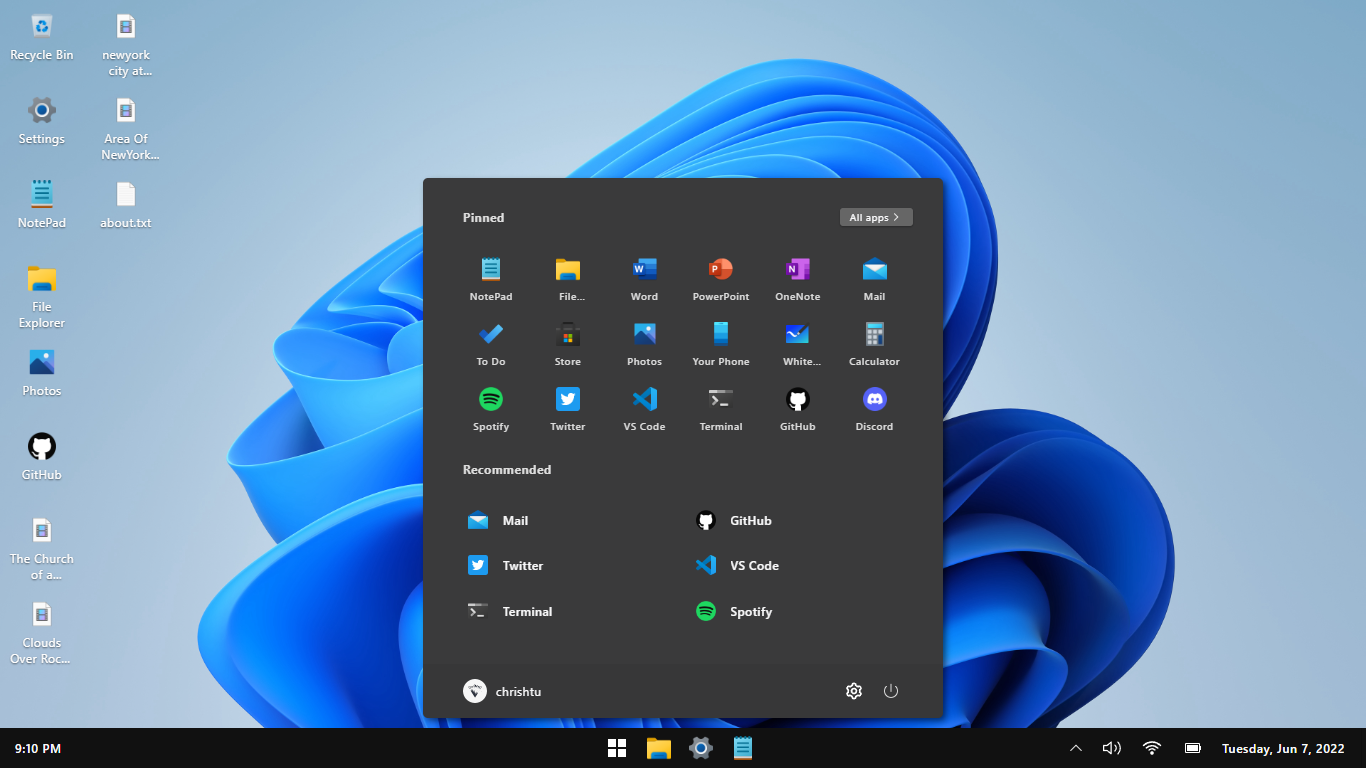 Recycle Bin
newyork
city at...
Settings
Area Of
NewYork...
NotePad
about.txt
File
Explorer
Photos
GitHub
The Church
of a...
Clouds
Over Roc...
Pinned
All apps
NotePad
File...
Word
PowerPoint
OneNote
Mail
To Do
Store
Photos
Your Phone
White...
Calculator
Spotify
Twitter
VS Code
Terminal
GitHub
Discord
Recommended
Mail
GitHub
Twitter
VS Code
Terminal
Spotify
chrishtu
9:10 PM
Tuesday, Jun 7, 2022